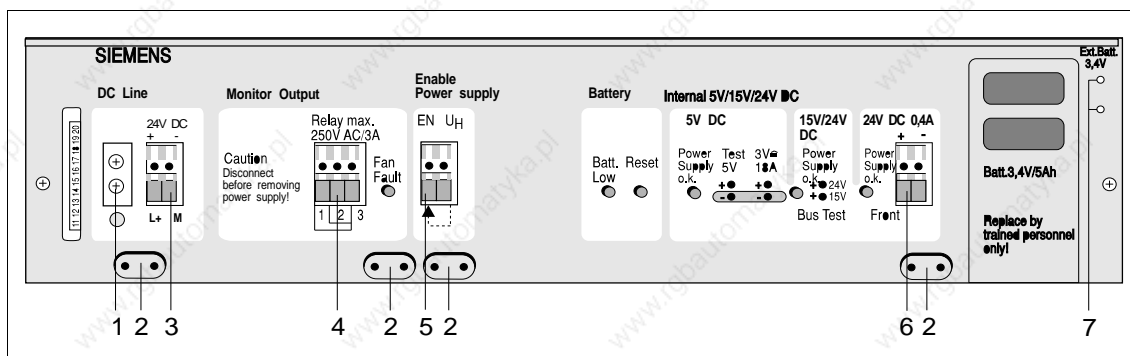 SIEMENS
DC Line
24V DC
+ -
L+ M
11 12 13 14 15 16 17 18 19 20
Monitor Output
Relay max.
250V AC/3A
Caution
Disconnect
before removing
power supply!
Fan
Fault
1 2 3
Enable
Power supply
EN UH
Battery
Batt. Reset
Low
Internal 5V/15V/24V DC
5V DC
Power
Supply
o.k.
Test
5V
3V≙
18A
+ +
- -
15V/24V
DC
Power
Supply
o.k.
+ 24V
+ 15V
Bus Test
24V DC 0,4A
+ -
Power
Supply
o.k.
Front
Batt.3,4V/5Ah
Replace by
trained personnel
only!
Ext.Batt.
3,4V
1 2 3 4 2 5 2 6 2 7
www.rgbautomatyka.pl